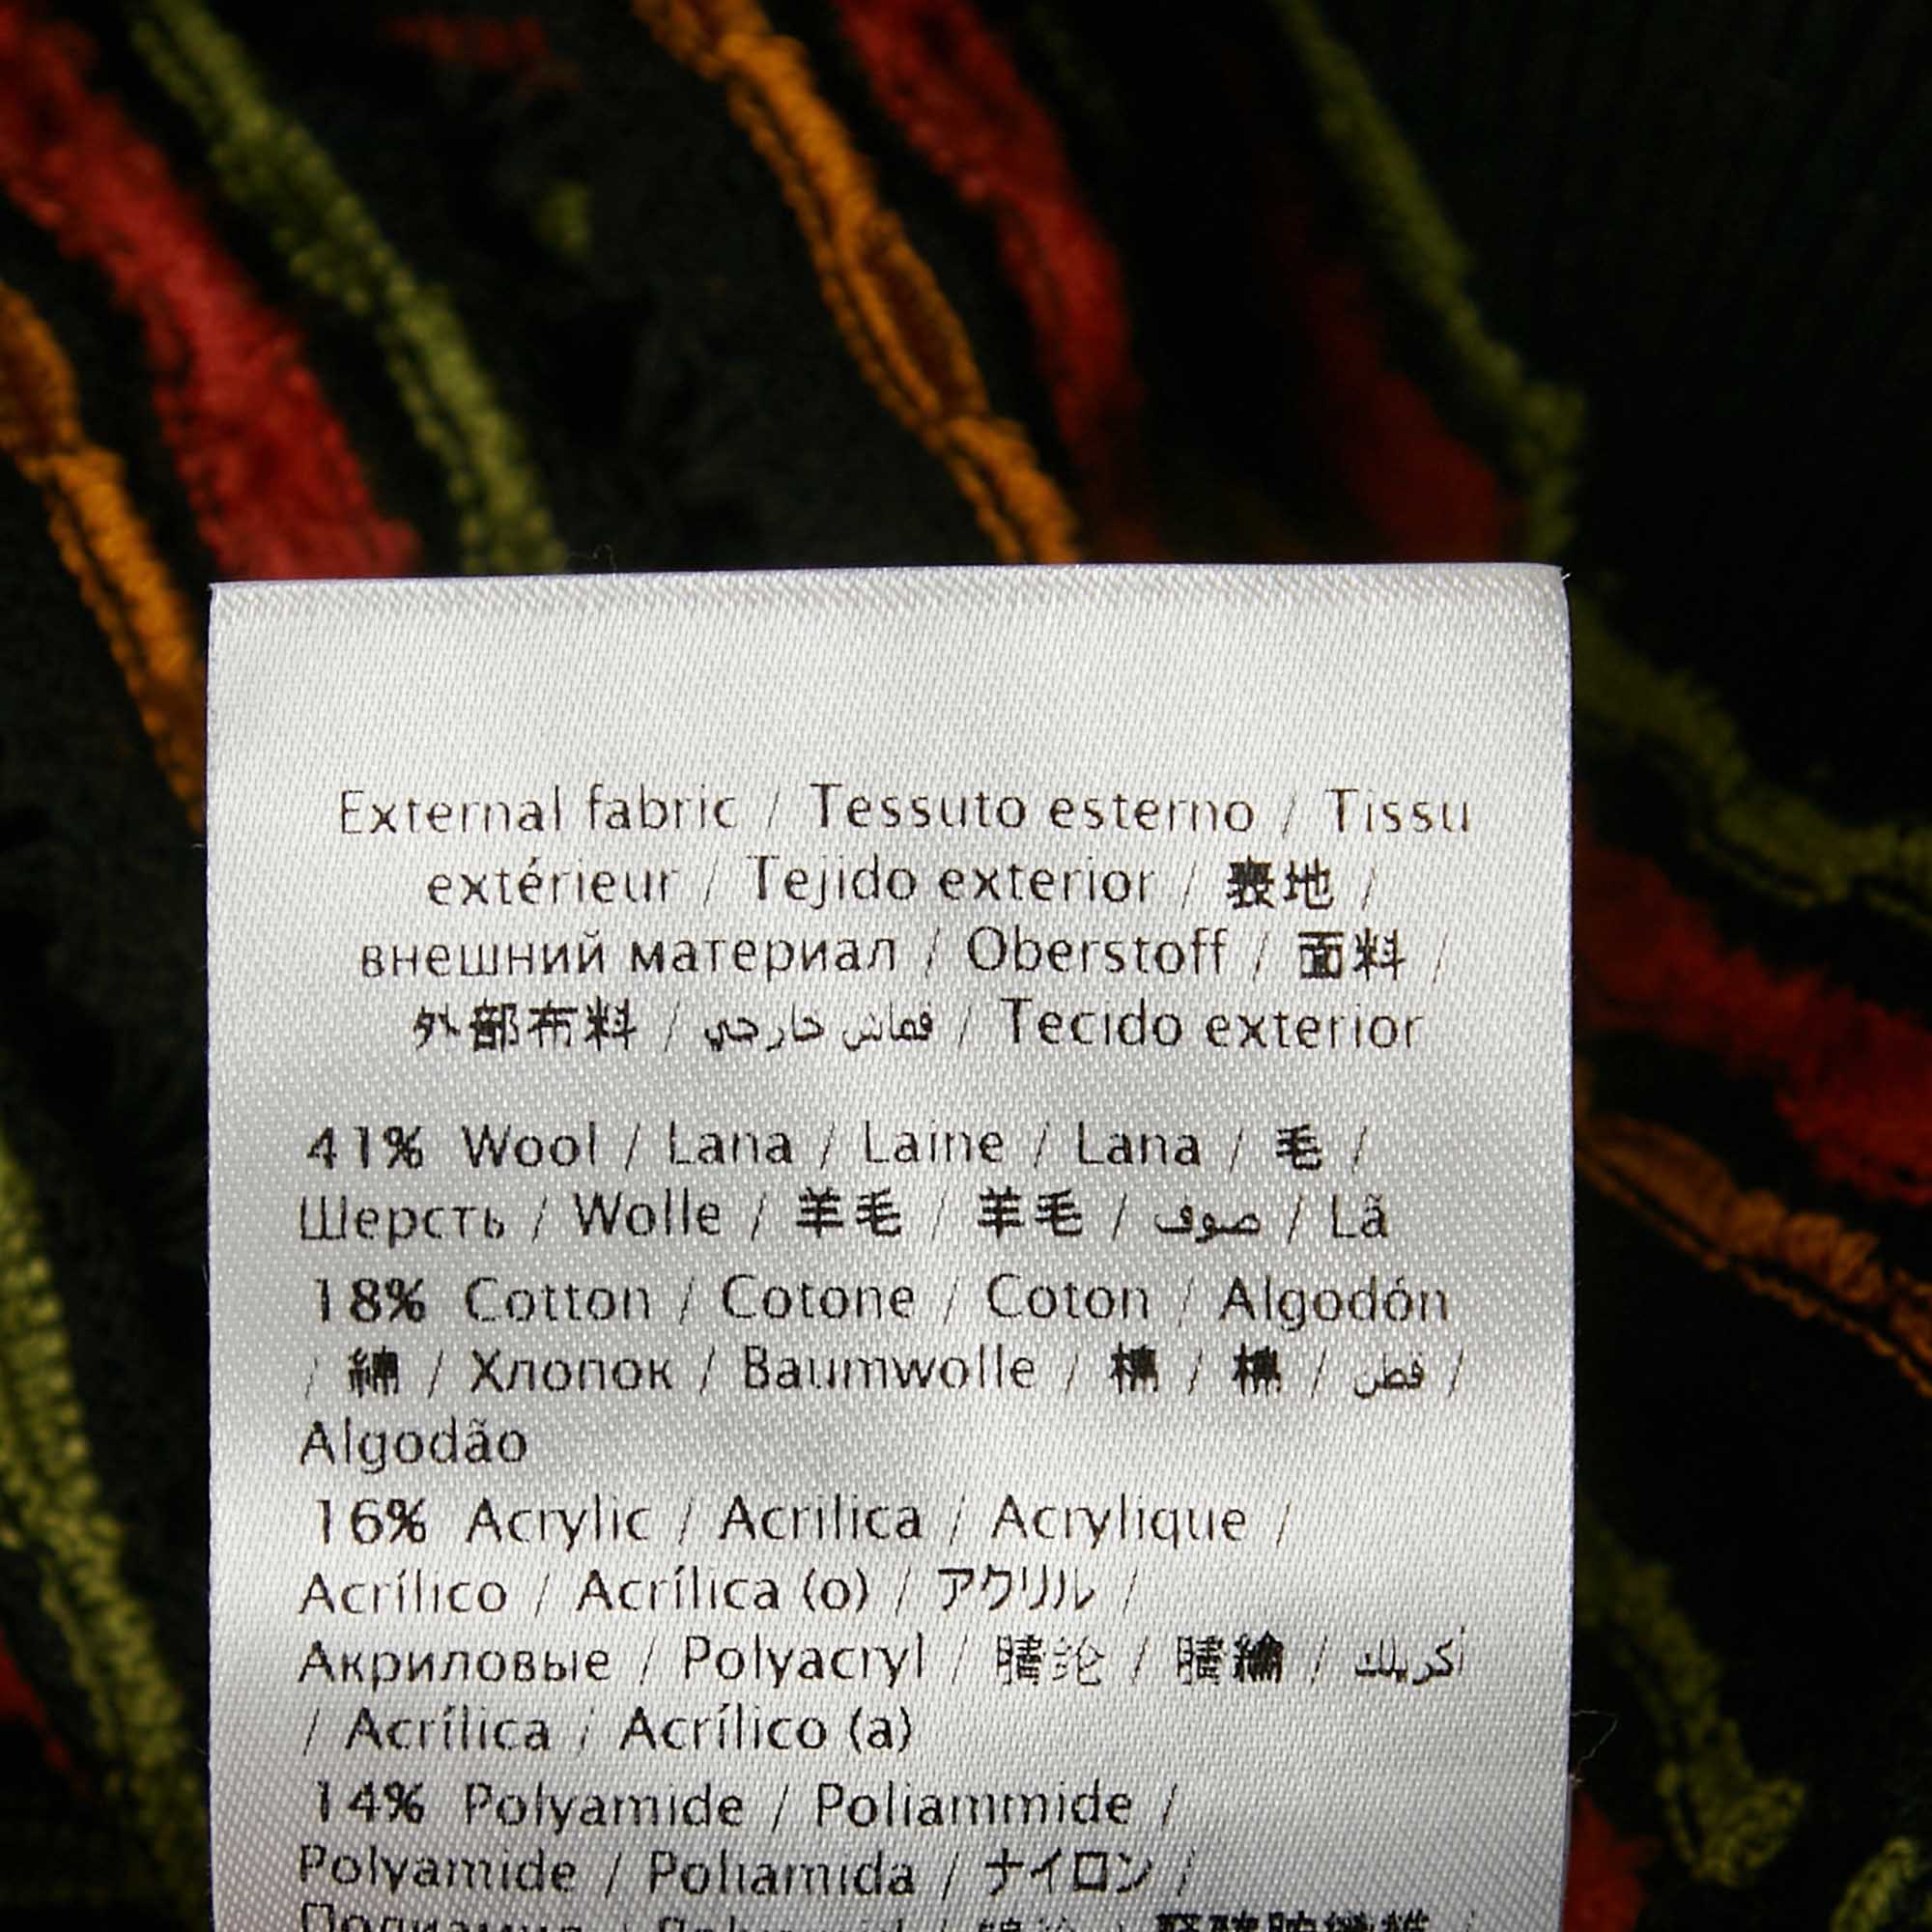 External fabric / Tessuto esterno / Tissu
extérieur / Tejido exterior / 表地 /
внешний материал / Oberstoff / 面料 /
外部布料 / قماش خارجي / Tecido exterior
41% Wool / Lana / Laine / Lana / 毛 /
Шерсть / Wolle / 羊毛 / 羊毛 / صوف / Lã
18% Cotton / Cotone / Coton / Algodón
/ 綿 / Хлопок / Baumwolle / 棉 / 棉 / قطن /
Algodão
16% Acrylic / Acrilica / Acrylique /
Acrílico / Acrílica (o) / アクリル /
Акриловые / Polyacryl / 腈纶 / 腈綸 / أكريلك
/ Acrílica / Acrílico (a)
14% Polyamide / Poliammide /
Polyamide / Poliamida / ナイロン /